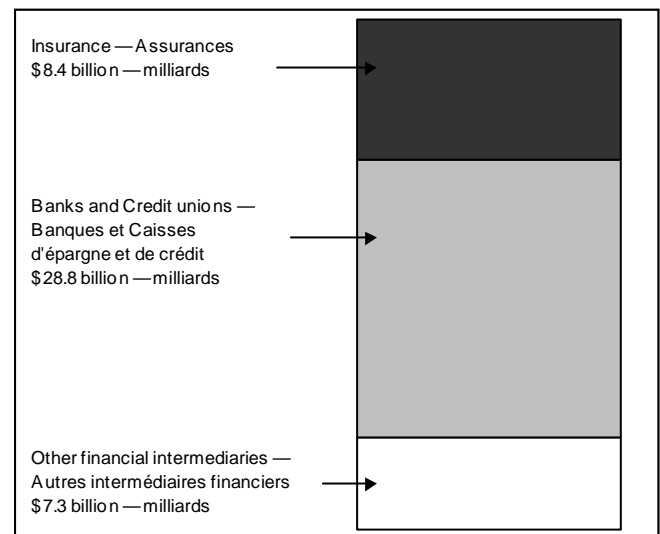 Insurance — Assurances
$8.4 billion — milliards
Banks and Credit unions —
Banques et Caisses
d'épargne et de crédit
$28.8 billion — milliards
Other financial intermediaries —
Autres intermédiaires financiers
$7.3 billion — milliards